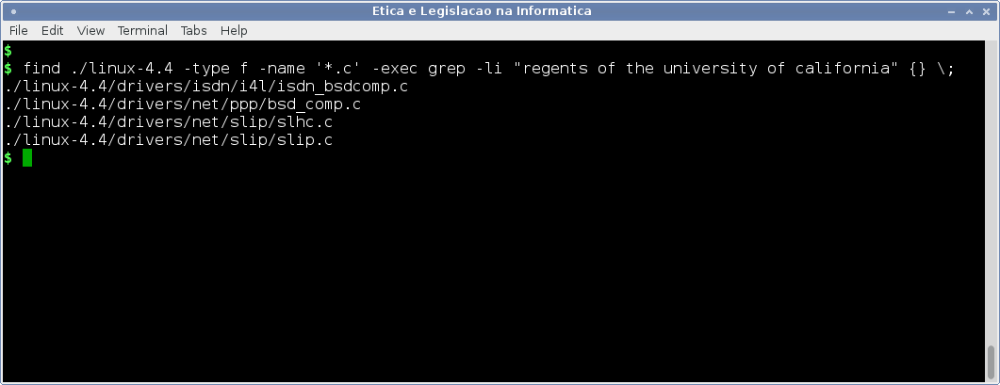 Etica e Legislacao na Informatica
File Edit View Terminal Tabs Help
$
$ find ./linux-4.4 -type f -name '*.c' -exec grep -li "regents of the university of california" {} \;
./linux-4.4/drivers/isdn/i4l/isdn_bsdcomp.c
./linux-4.4/drivers/net/ppp/bsd_comp.c
./linux-4.4/drivers/net/slip/slhc.c
./linux-4.4/drivers/net/slip/slip.c
$